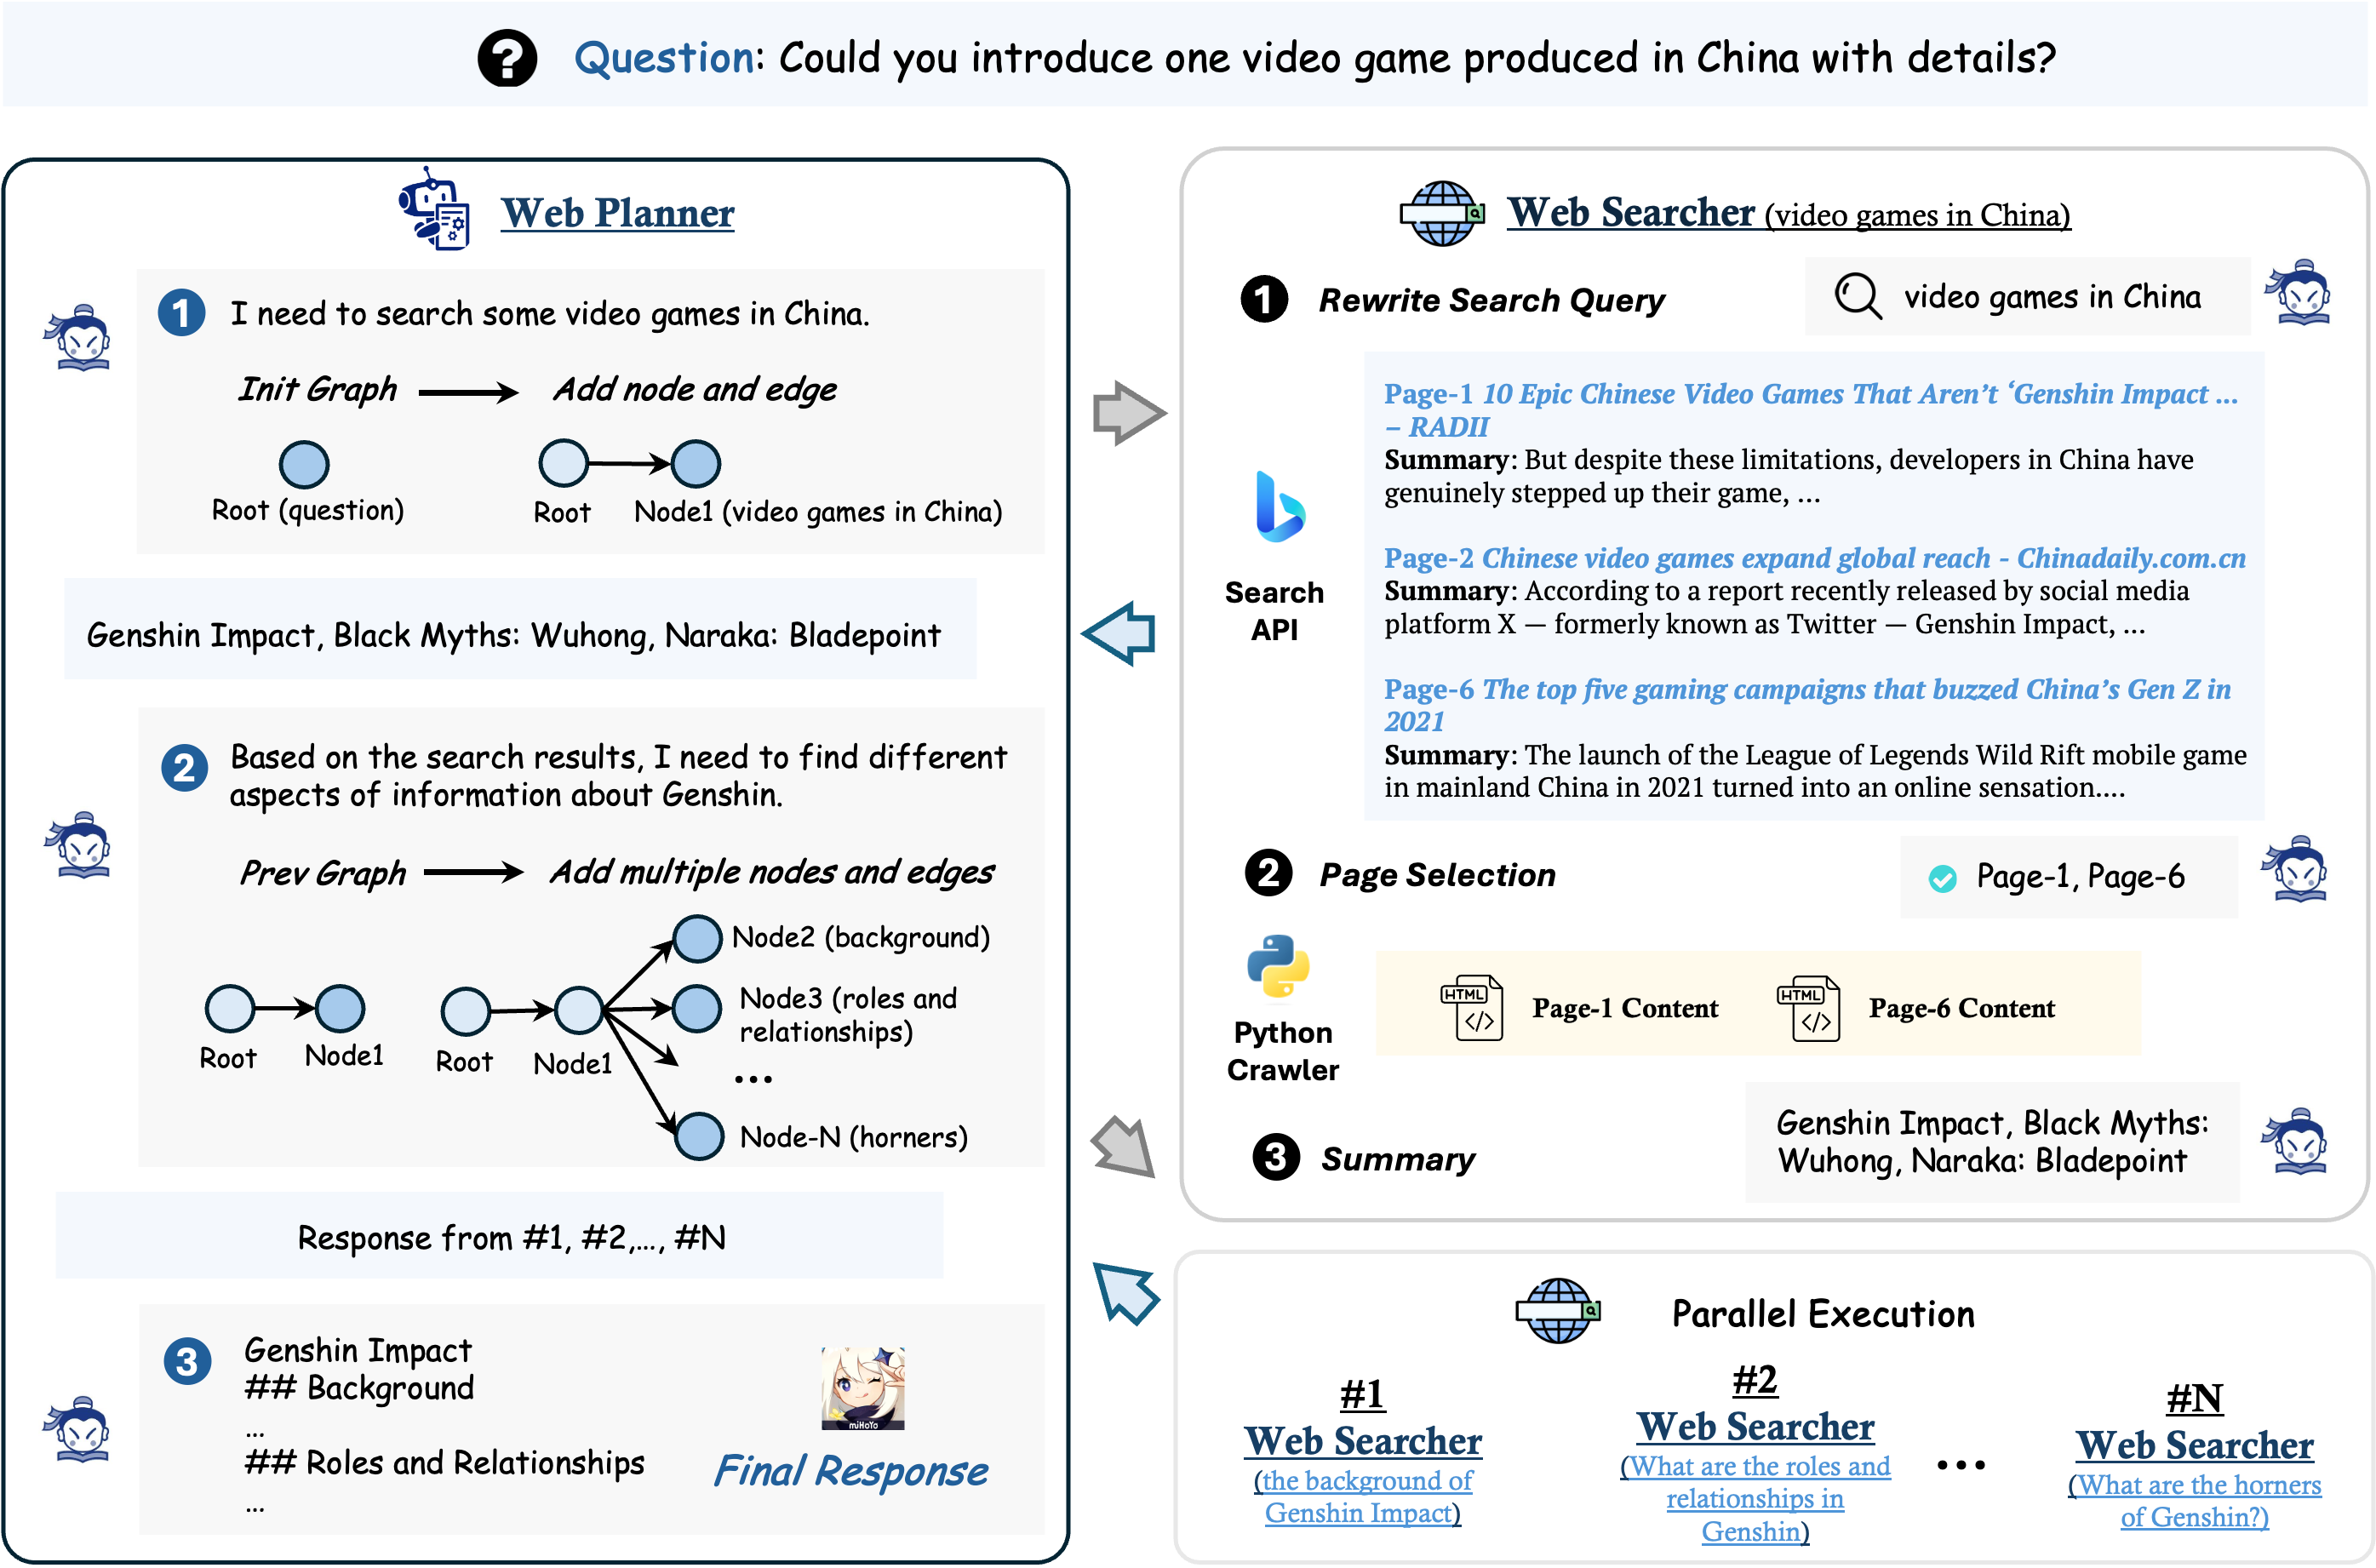 ? Question: Could you introduce one video game produced in China with details?
Web Planner
1 I need to search some video games in China.
Init Graph Add node and edge
Root (question) Root Node1 (video games in China)
Genshin Impact, Black Myths: Wuhong, Naraka: Bladepoint
2 Based on the search results, I need to find different
aspects of information about Genshin.
Prev Graph Add multiple nodes and edges
Node2 (background)
Node3 (roles and
relationships)
Root Node1 Root Node1
...
Node-N (horners)
Response from #1, #2,..., #N
3 Genshin Impact
## Background
...
## Roles and Relationships
...
miHoYo
Final Response
Web Searcher (video games in China)
1 Rewrite Search Query
video games in China
Search
API
Page-1 10 Epic Chinese Video Games That Aren’t ‘Genshin Impact ...
– RADII
Summary: But despite these limitations, developers in China have
genuinely stepped up their game, ...
Page-2 Chinese video games expand global reach - Chinadaily.com.cn
Summary: According to a report recently released by social media
platform X — formerly known as Twitter — Genshin Impact, ...
Page-6 The top five gaming campaigns that buzzed China’s Gen Z in
2021
Summary: The launch of the League of Legends Wild Rift mobile game
in mainland China in 2021 turned into an online sensation....
2 Page Selection
Page-1, Page-6
Python
Crawler
HTML </> Page-1 Content HTML </> Page-6 Content
3 Summary
Genshin Impact, Black Myths:
Wuhong, Naraka: Bladepoint
Parallel Execution
#1
Web Searcher
(the background of
Genshin Impact)
#2
Web Searcher
(What are the roles and
relationships in
Genshin)
...
#N
Web Searcher
(What are the horners
of Genshin?)